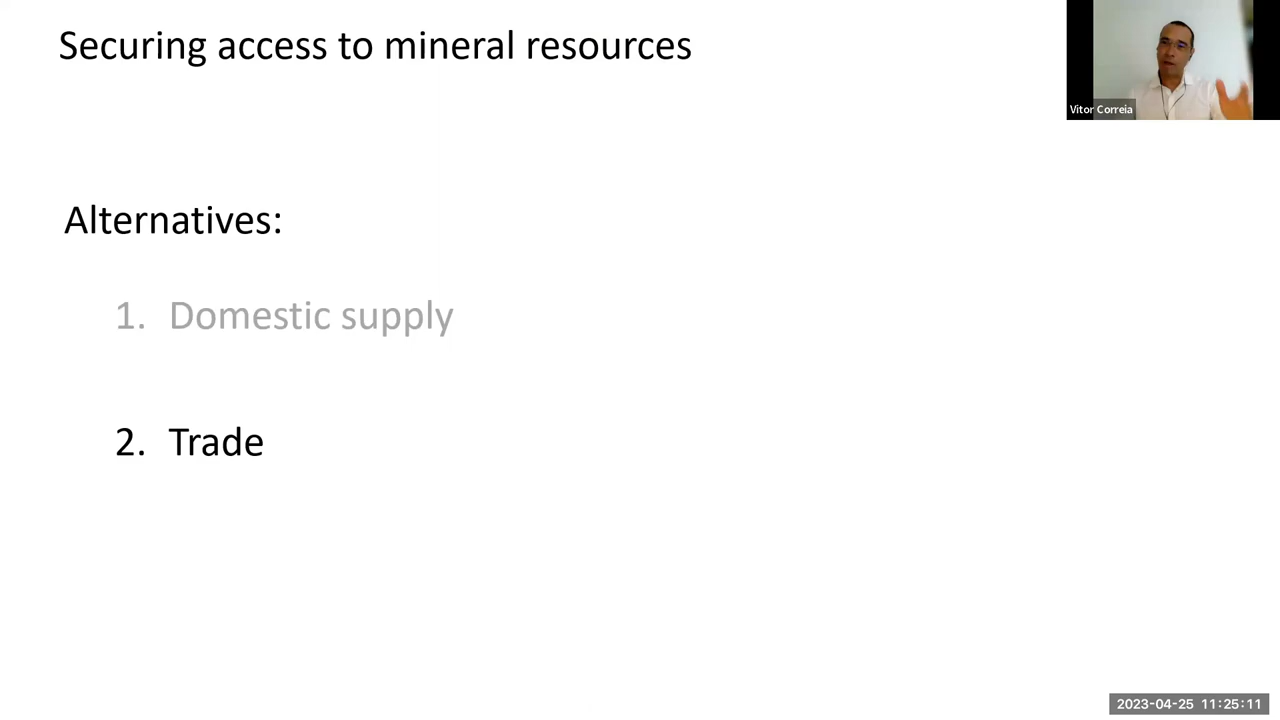 Securing access to mineral resources
Vitor Correia
Alternatives:
1. Domestic supply
2. Trade
2023-04-25 11:25:11